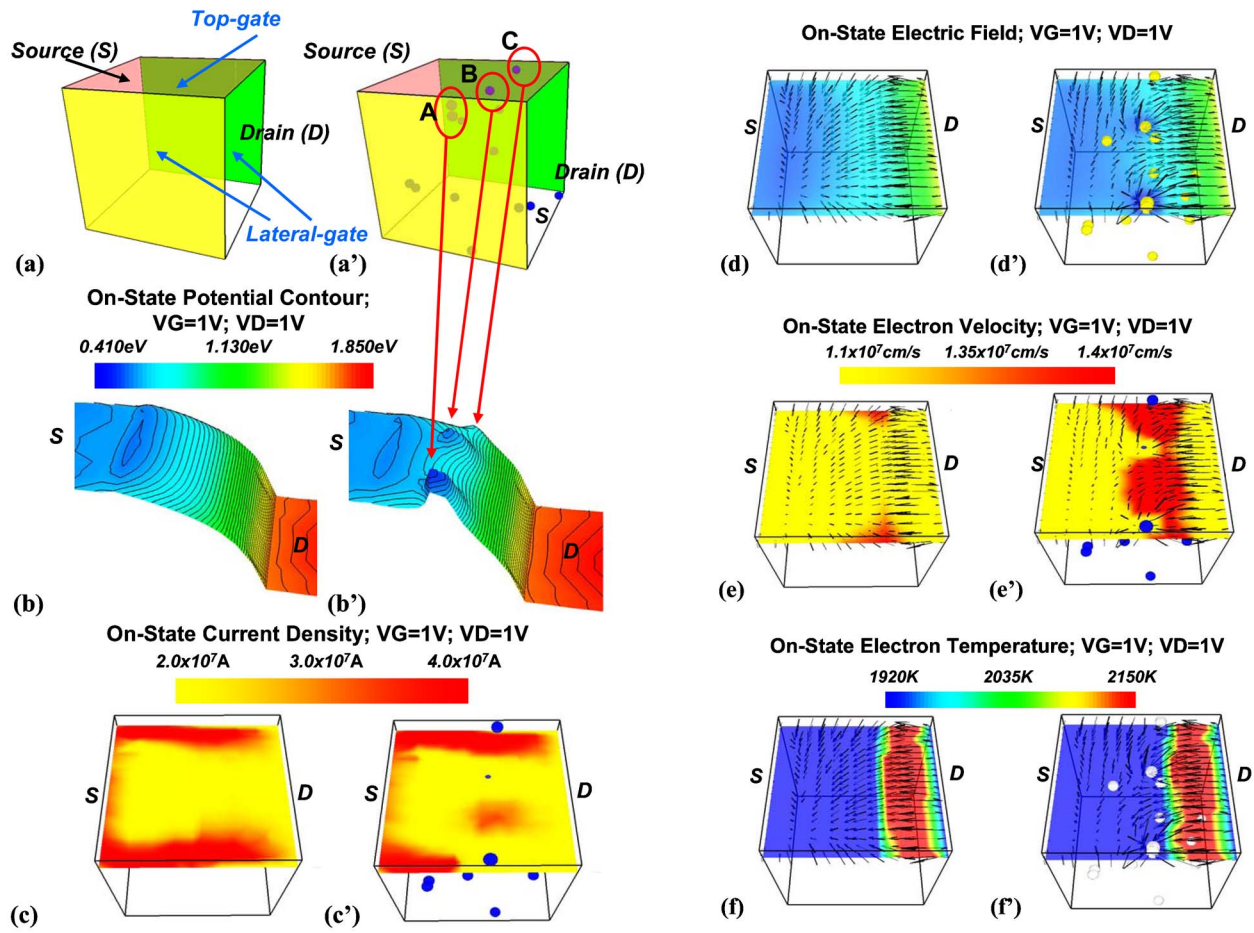 Top-gate
Source (S)
Drain (D)
Lateral-gate
(a)
Source (S)
A
B
C
Drain (D)
S
(a’)
On-State Potential Contour;
VG=1V; VD=1V
0.410eV 1.130eV 1.850eV
S
D
(b)
S
D
(b’)
On-State Current Density; VG=1V; VD=1V
2.0x10⁷A 3.0x10⁷A 4.0x10⁷A
S
D
(c)
S
D
(c’)
On-State Electric Field; VG=1V; VD=1V
S
D
(d)
S
D
(d’)
On-State Electron Velocity; VG=1V; VD=1V
1.1x10⁷cm/s 1.35x10⁷cm/s 1.4x10⁷cm/s
S
D
(e)
S
D
(e’)
On-State Electron Temperature; VG=1V; VD=1V
1920K 2035K 2150K
S
D
(f)
S
D
(f’)